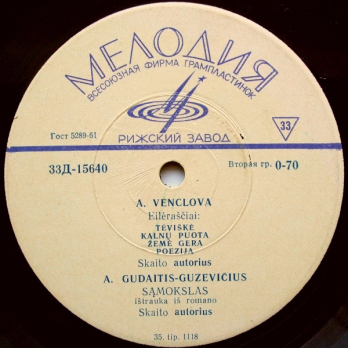 МЕЛОДИЯ
ВСЕСОЮЗНАЯ ФИРМА ГРАМПЛАСТИНОК
Гост 5289-61
33
РИЖСКИЙ ЗАВОД
33Д-15640
Вторая гр. 0-70
A. VENCLOVA
Eilėraščiai:
TĖVIŠKĖ
KALNŲ PUOTA
ŽEMĖ GERA
POEZIJA
Skaito autorius
A. GUDAITIS-GUZEVIČIUS
SĄMOKSLAS
ištrauka iš romano
Skaito autorius
35. tip. 1118